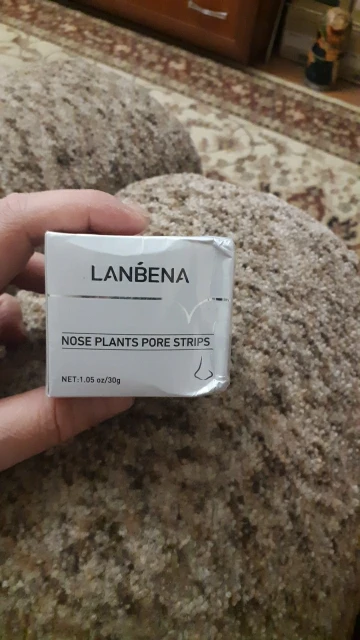 LANBENA
NOSE PLANTS PORE STRIPS
NET:1.05 oz/30g